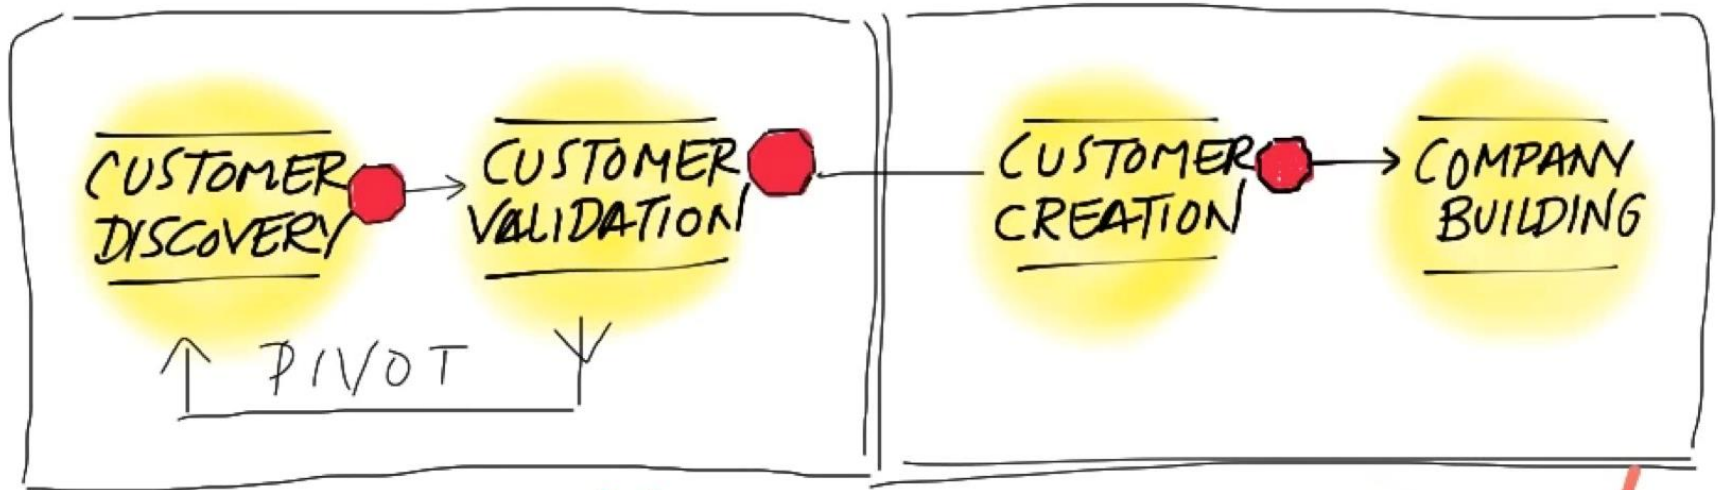 CUSTOMER
DISCOVERY
CUSTOMER
VALIDATION
CUSTOMER
CREATION
COMPANY
BUILDING
PIVOT